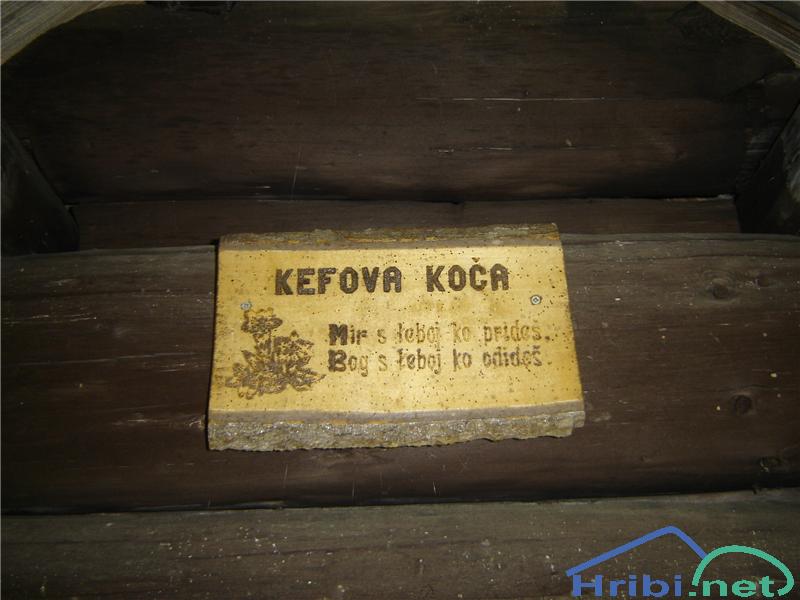 KEFOVA KOČA
Mir s teboj ko prideš,
Bog s teboj ko odideš.
Hribi.net